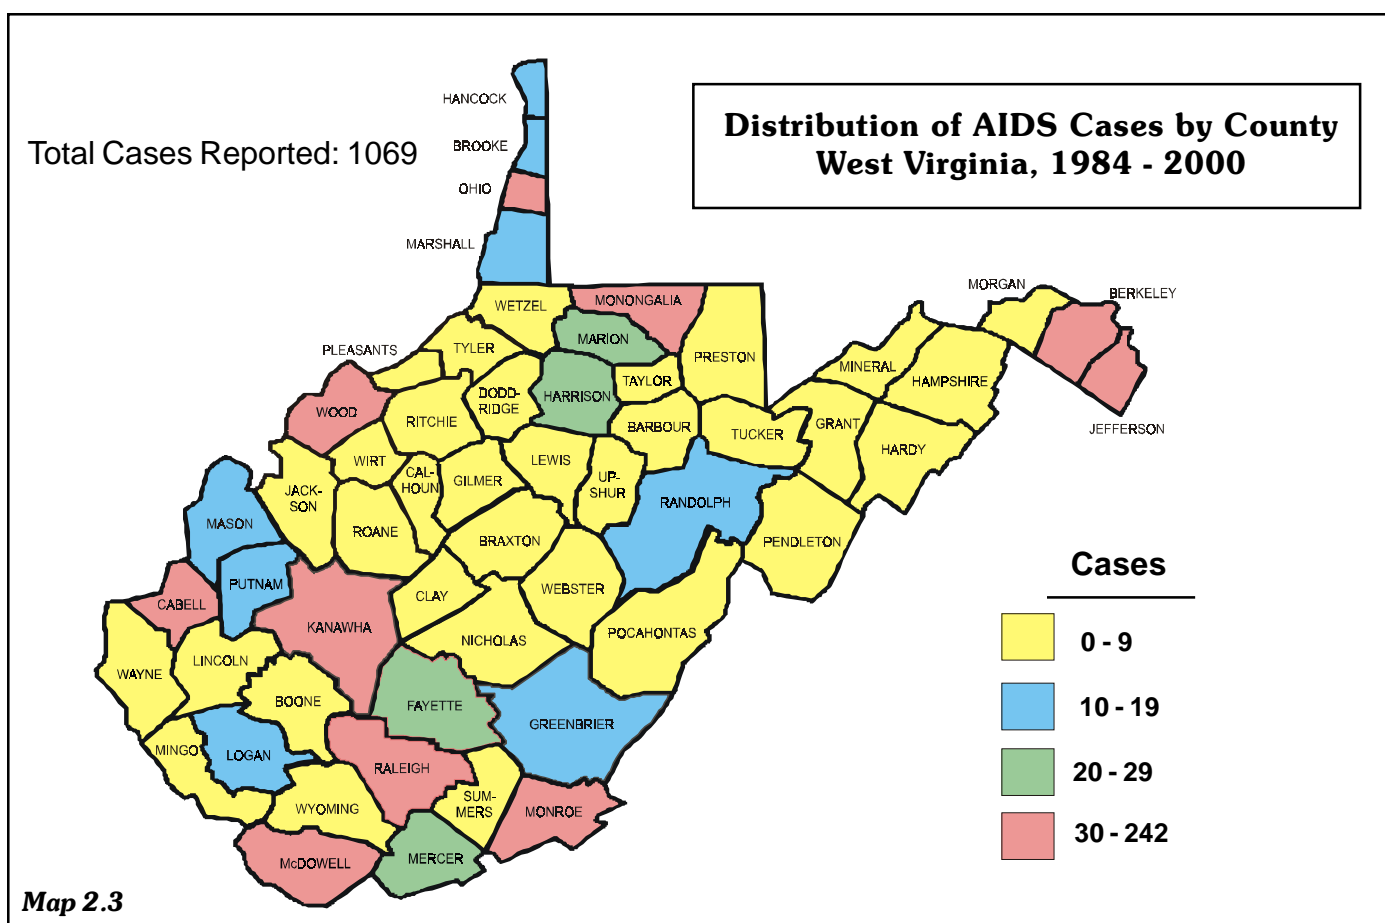 Distribution of AIDS Cases by County
West Virginia, 1984 - 2000
Total Cases Reported: 1069
HANCOCK
BROOKE
OHIO
MARSHALL
WETZEL
MONONGALIA
MARION
PRESTON
MORGAN
BERKELEY
JEFFERSON
MINERAL
HAMPSHIRE
PLEASANTS
TYLER
DODD-
RIDGE
HARRISON
TAYLOR
WOOD
RITCHIE
BARBOUR
TUCKER
GRANT
HARDY
WIRT
CAL-
HOUN
GILMER
LEWIS
UP-
SHUR
RANDOLPH
JACK-
SON
MASON
ROANE
BRAXTON
PENDLETON
PUTNAM
CABELL
KANAWHA
CLAY
WEBSTER
NICHOLAS
POCAHONTAS
WAYNE
LINCOLN
BOONE
FAYETTE
GREENBRIER
MINGO
LOGAN
RALEIGH
WYOMING
SUM-
MERS
MONROE
McDOWELL
MERCER
Cases
0 - 9
10 - 19
20 - 29
30 - 242
Map 2.3